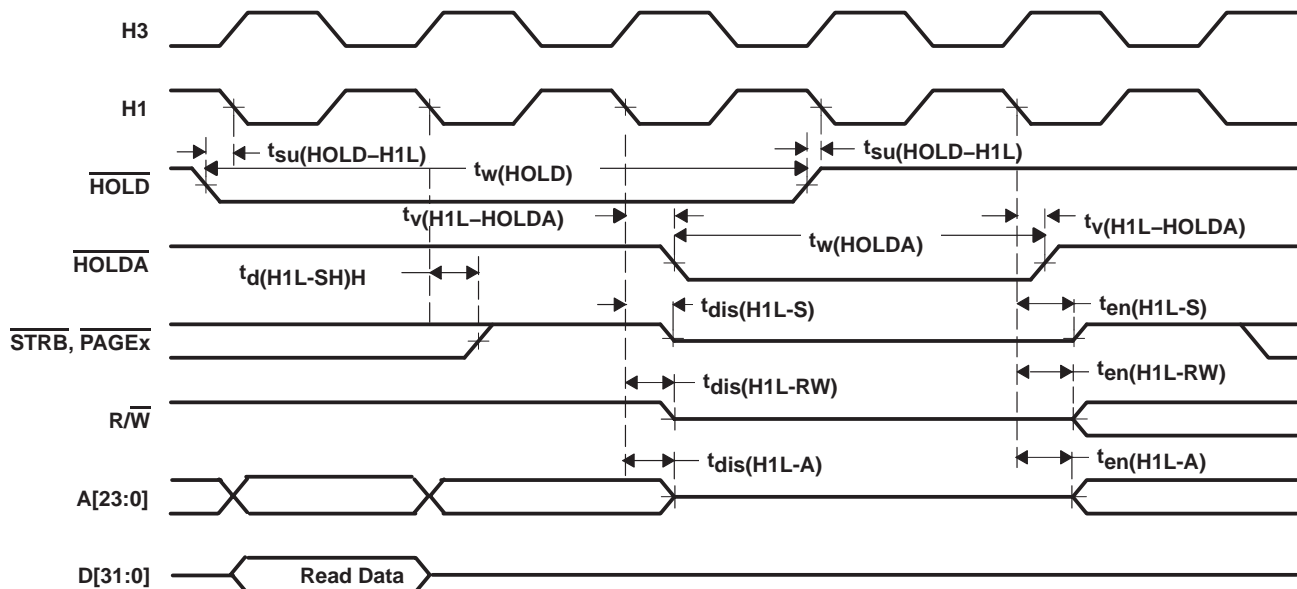 H3
H1
tsu(HOLD–H1L)
tsu(HOLD–H1L)
tw(HOLD)
HOLD
tv(H1L–HOLDA)
tv(H1L–HOLDA)
tw(HOLDA)
HOLDA
td(H1L-SH)H
tdis(H1L-S)
ten(H1L-S)
STRB, PAGEx
tdis(H1L-RW)
ten(H1L-RW)
R/W
tdis(H1L-A)
ten(H1L-A)
A[23:0]
D[31:0]
Read Data